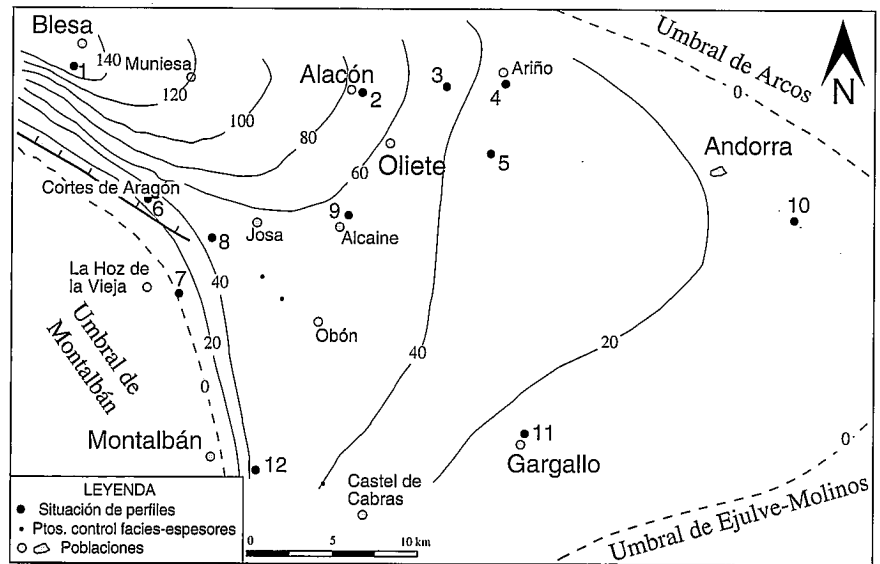 Blesa
140
1
Muniesa
120
100
80
60
Alacón
2
3
Ariño
4
5
Oliete
Umbral de Arcos
0
N
Andorra
10
Cortes de Aragón
6
8
Josa
9
Alcaine
La Hoz de
la Vieja
7
40
20
0
Umbral de
Montalbán
Obón
40
20
Montalbán
12
11
Gargallo
Castel de
Cabras
0
Umbral de Ejulve-Molinos
LEYENDA
Situación de perfiles
Ptos. control facies-espesores
Poblaciones
0 5 10 km